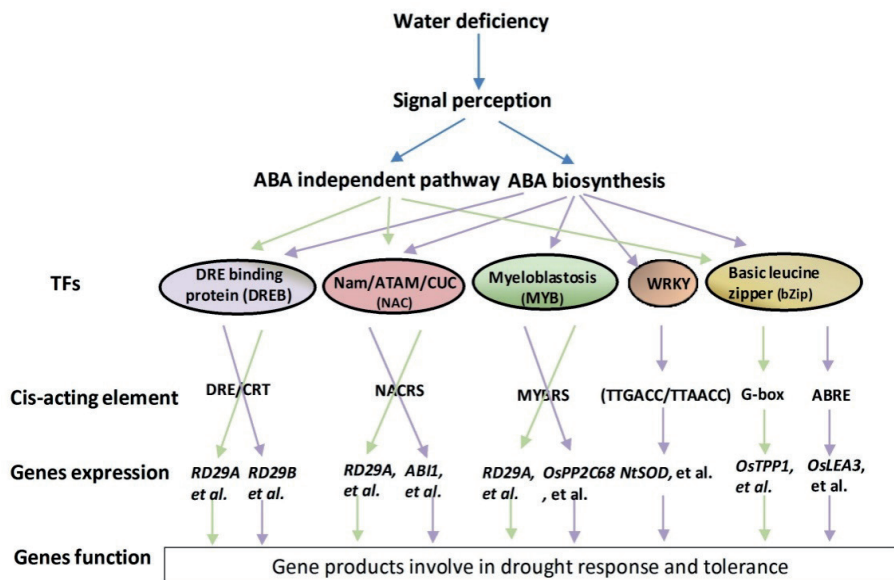 Water deficiency
Signal perception
ABA independent pathway ABA biosynthesis
TFs
DRE binding
protein (DREB)
Nam/ATAM/CUC
(NAC)
Myeloblastosis
(MYB)
WRKY
Basic leucine
zipper (bZip)
Cis-acting element
DRE/CRT
NACRS
MYBRS
(TTGACC/TTAACC)
G-box
ABRE
Genes expression
RD29A
et al.
RD29B
et al.
RD29A,
et al.
ABI1,
et al.
RD29A,
et al.
OsPP2C68
, et al.
NtSOD, et al.
OsTPP1,
et al.
OsLEA3,
et al.
Genes function
Gene products involve in drought response and tolerance